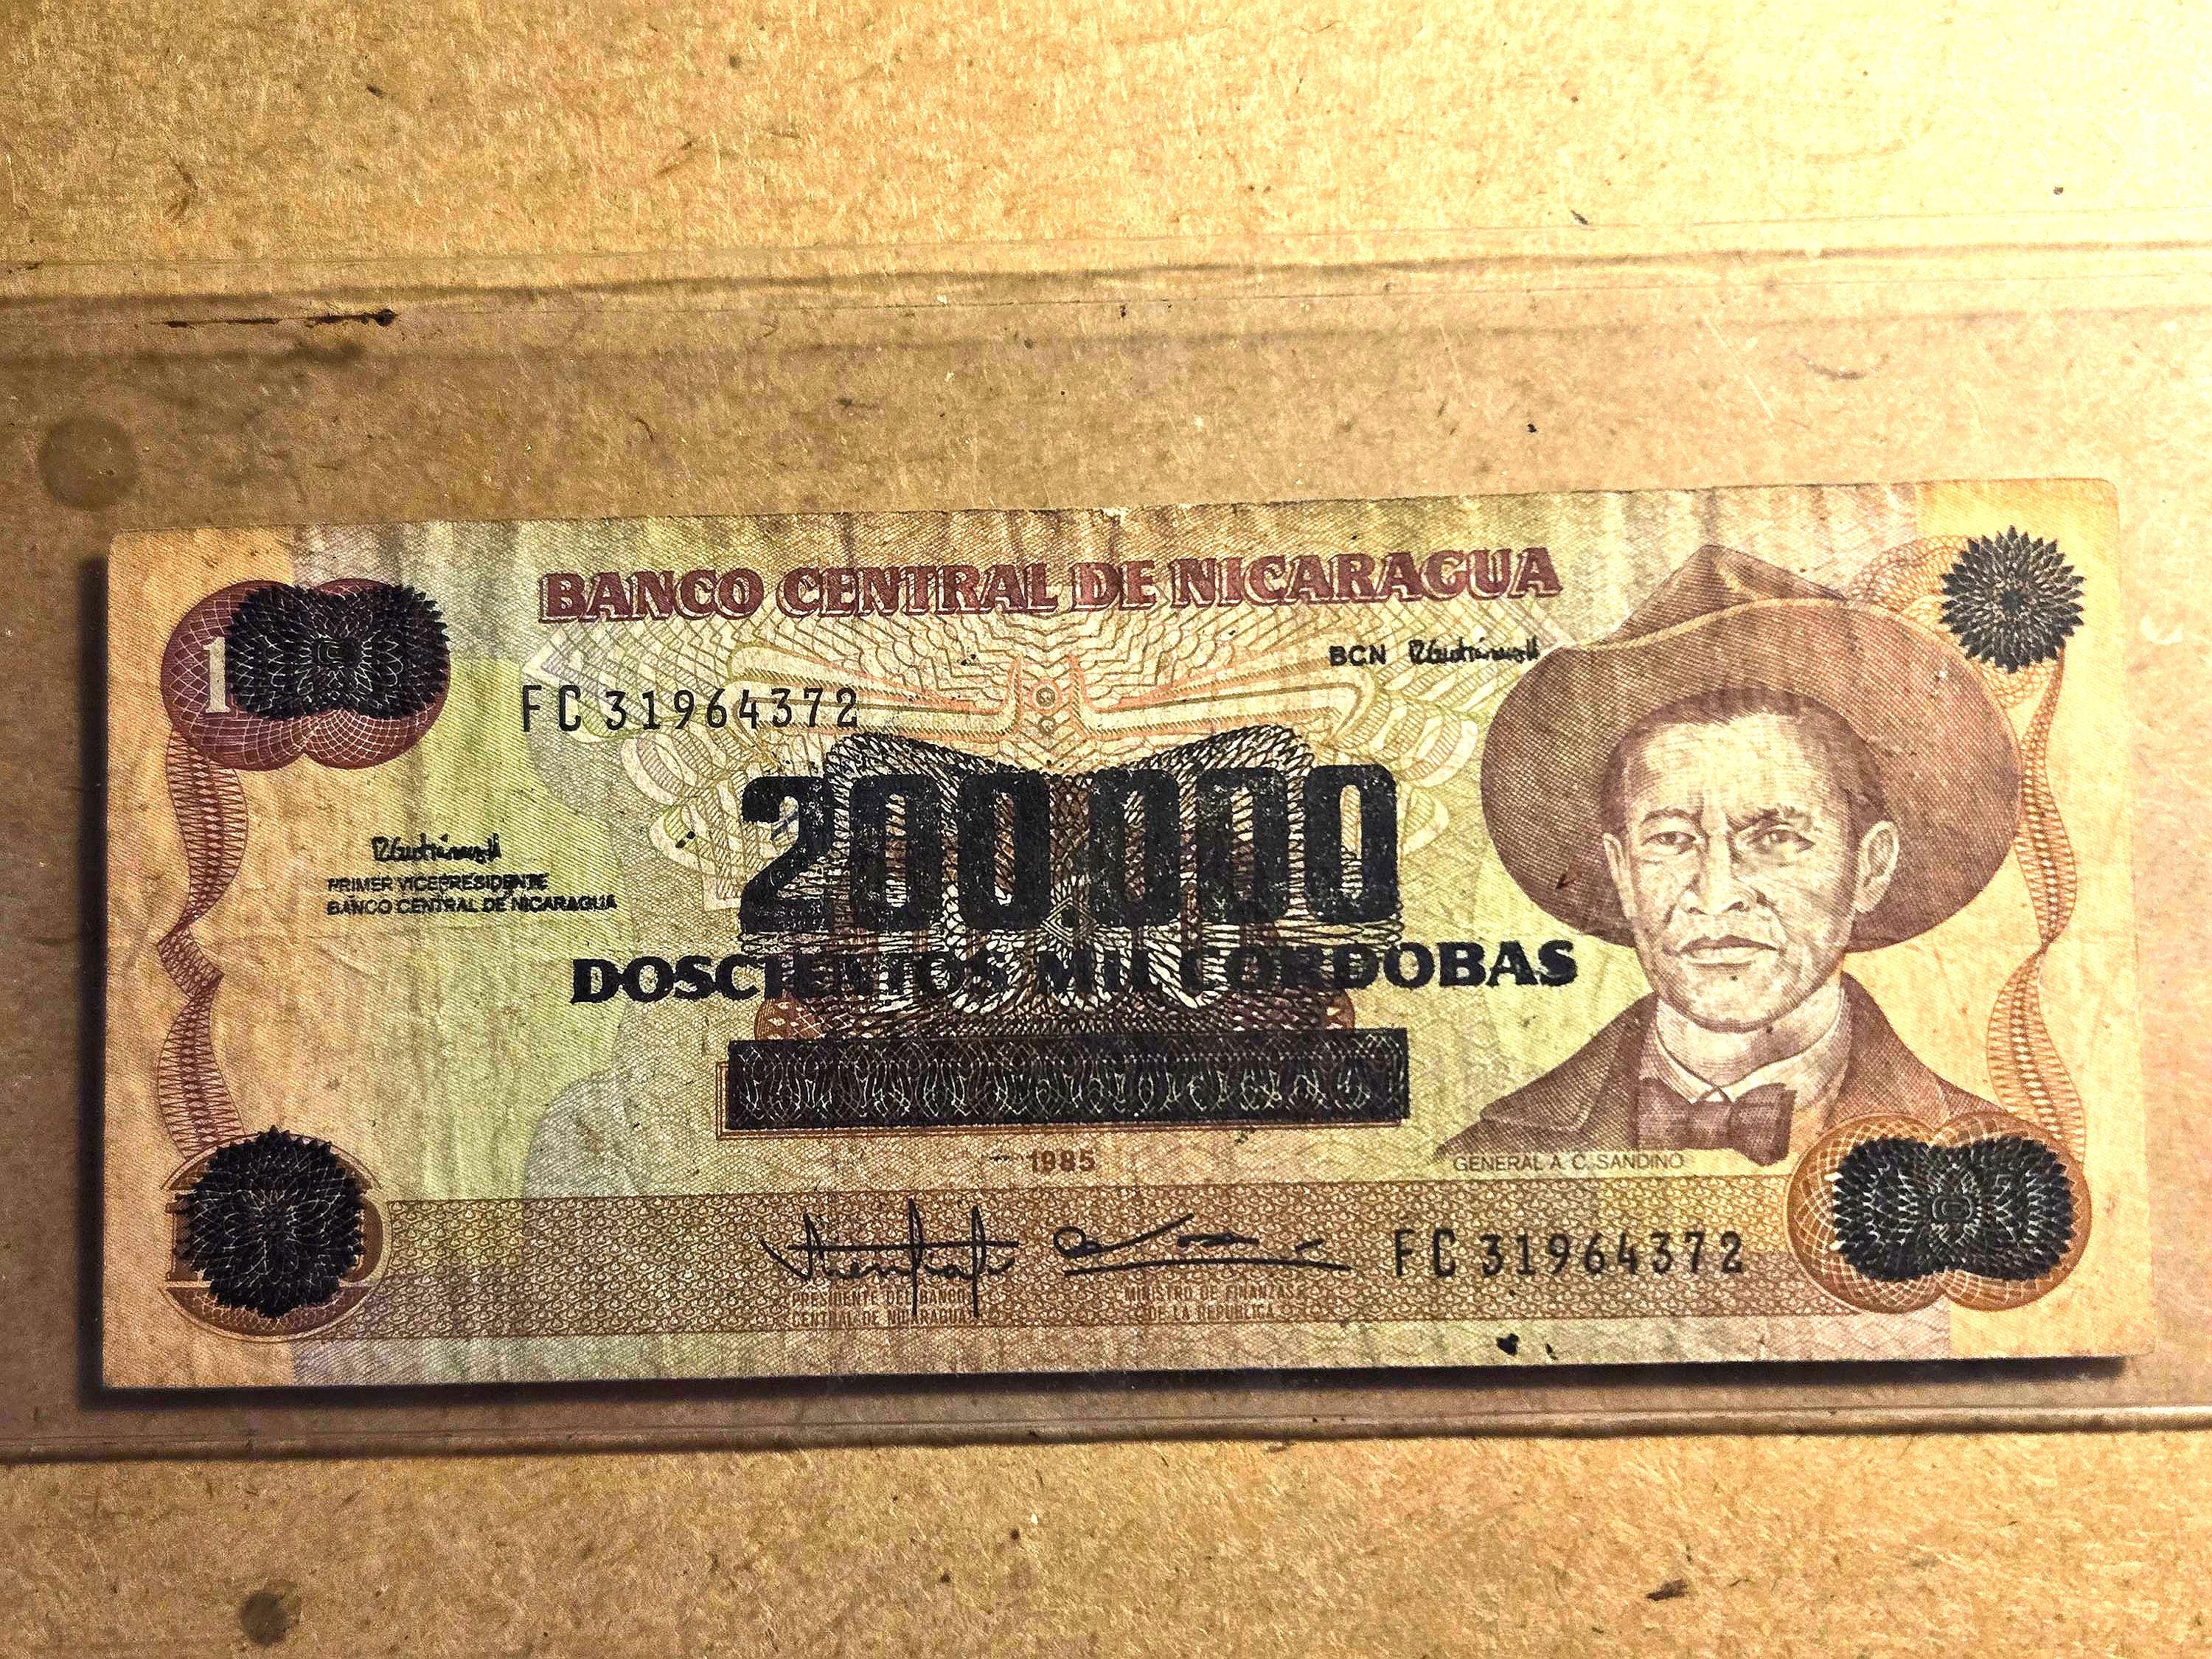 BANCO CENTRAL DE NICARAGUA
1
BCN
FC 31964372
200.000
PRIMER VICEPRESIDENTE
BANCO CENTRAL DE NICARAGUA
DOSCIENTOS MIL CORDOBAS
1985
GENERAL A. C. SANDINO
FC 31964372
PRESIDENTE DEL BANCO
CENTRAL DE NICARAGUA
MINISTRO DE FINANZAS
DE LA REPUBLICA